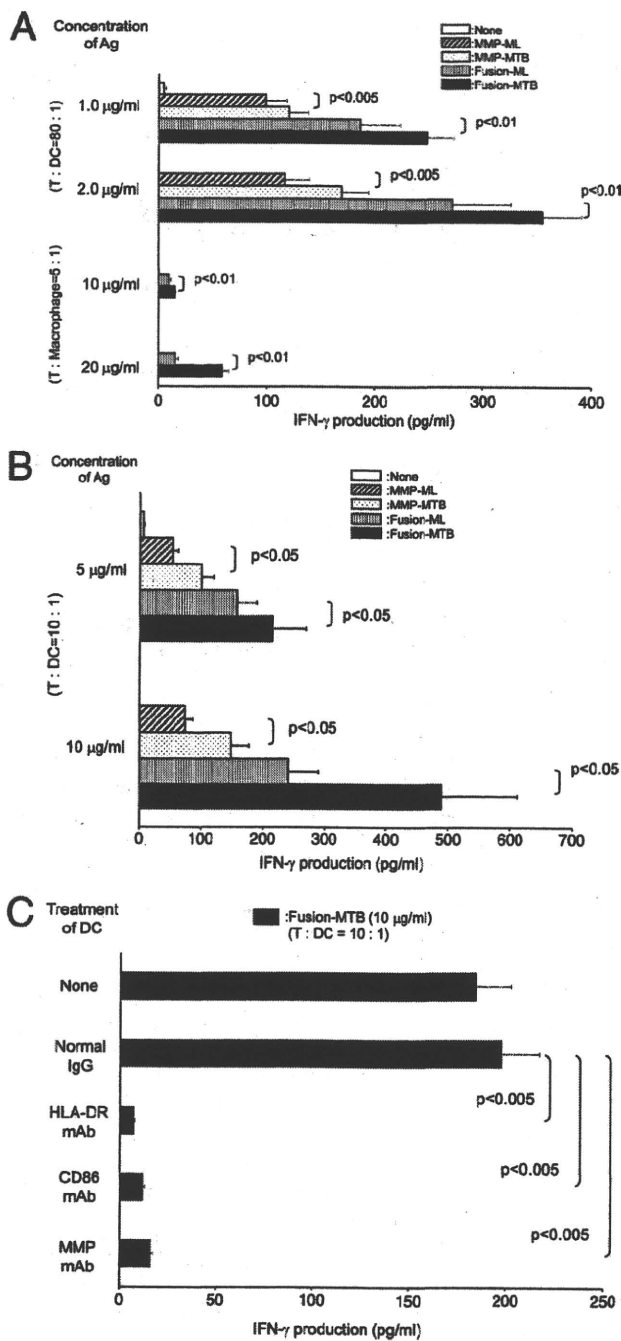 A
Concentration
of Ag
:None
:MMP-ML
:MMP-MTB
:Fusion-ML
:Fusion-MTB
(T : DC=80 : 1)
1.0 μg/ml
p<0.005
p<0.01
2.0 μg/ml
p<0.005
p<0.01
(T : Macrophage=5 : 1)
10 μg/ml
p<0.01
20 μg/ml
p<0.01
0 100 200 300 400
IFN-γ production (pg/ml)
B
Concentration
of Ag
:None
:MMP-ML
:MMP-MTB
:Fusion-ML
:Fusion-MTB
(T : DC=10 : 1)
5 μg/ml
p<0.05
p<0.05
10 μg/ml
p<0.05
p<0.05
0 100 200 300 400 500 600 700
IFN-γ production (pg/ml)
C
Treatment
of DC
:Fusion-MTB (10 μg/ml)
(T : DC = 10 : 1)
None
Normal
IgG
HLA-DR
mAb
CD86
mAb
MMP
mAb
p<0.005
p<0.005
p<0.005
0 50 100 150 200 250
IFN-γ production (pg/ml)